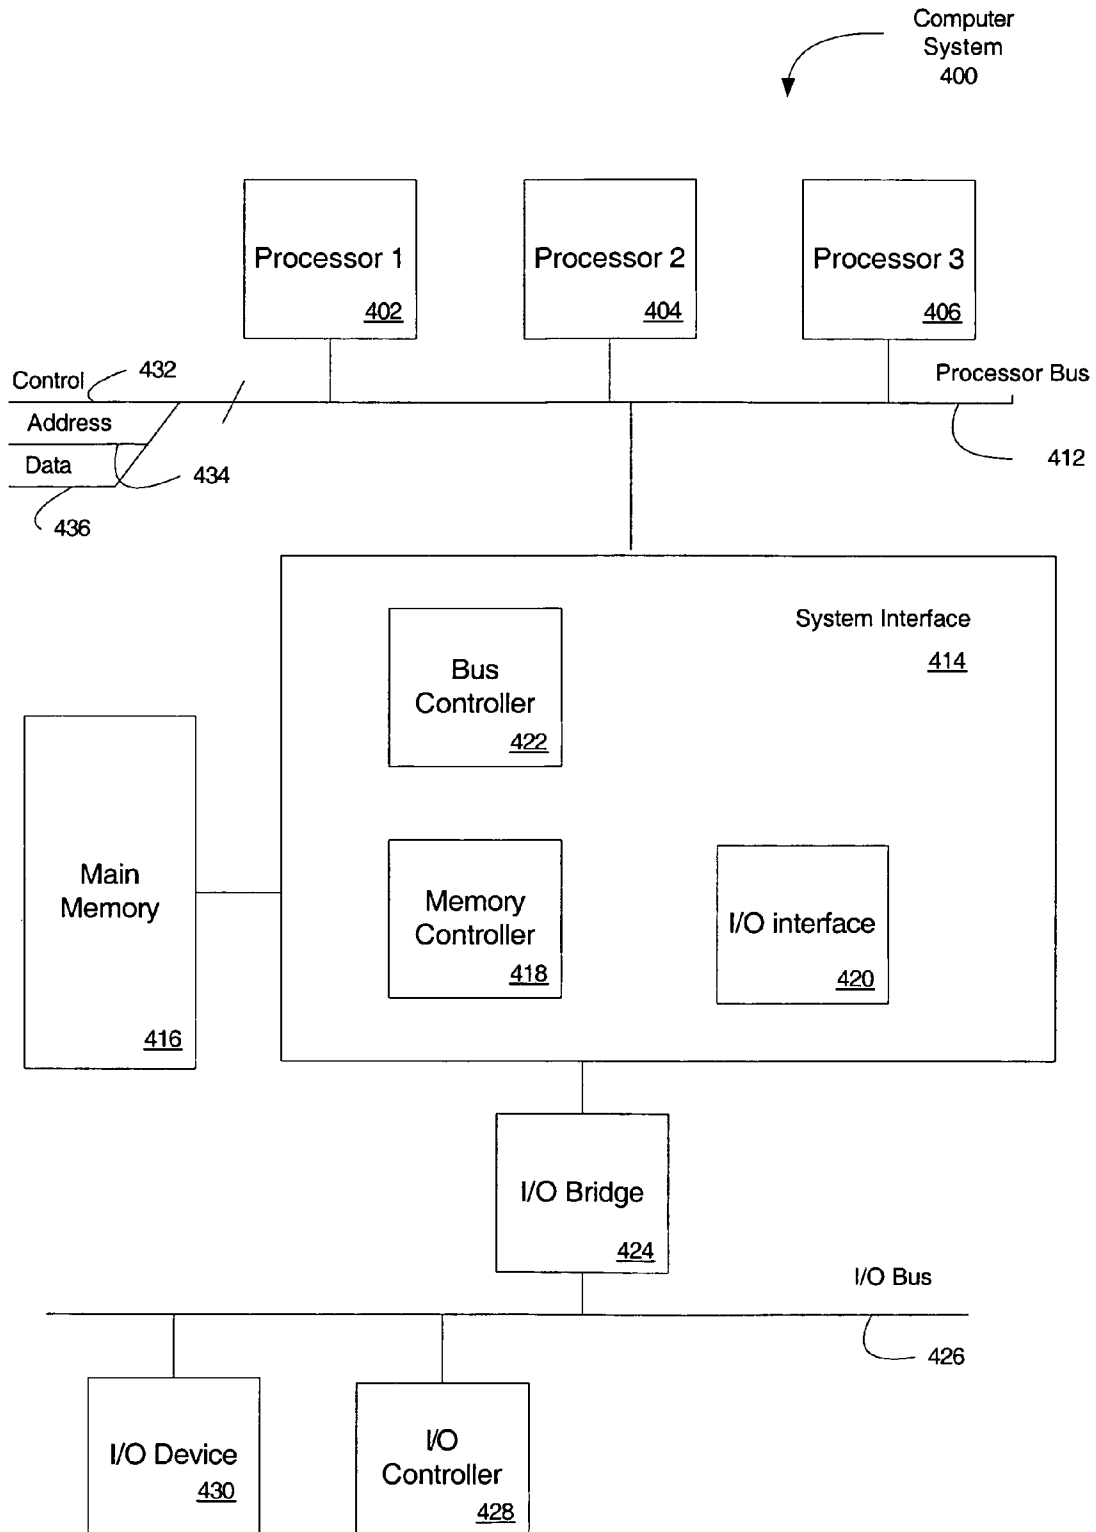 Computer
System
400
Processor 1
402
Processor 2
404
Processor 3
406
Control
432
Processor Bus
Address
Data
434
412
436
System Interface
414
Bus
Controller
422
Main
Memory
416
Memory
Controller
418
I/O interface
420
I/O Bridge
424
I/O Bus
426
I/O Device
430
I/O
Controller
428